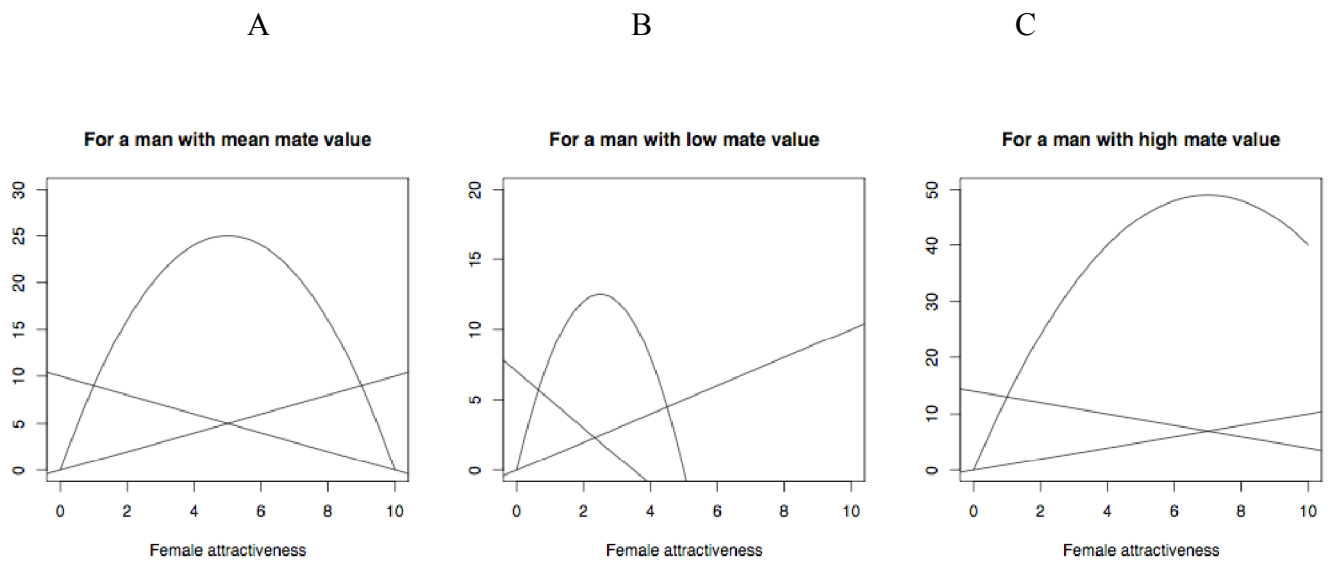 A
B
C
For a man with mean mate value
For a man with low mate value
For a man with high mate value
30
25
20
15
10
5
0
0 2 4 6 8 10
Female attractiveness
20
15
10
5
0
0 2 4 6 8 10
50
40
30
20
10
0
0 2 4 6 8 10
Female attractiveness
Female attractiveness